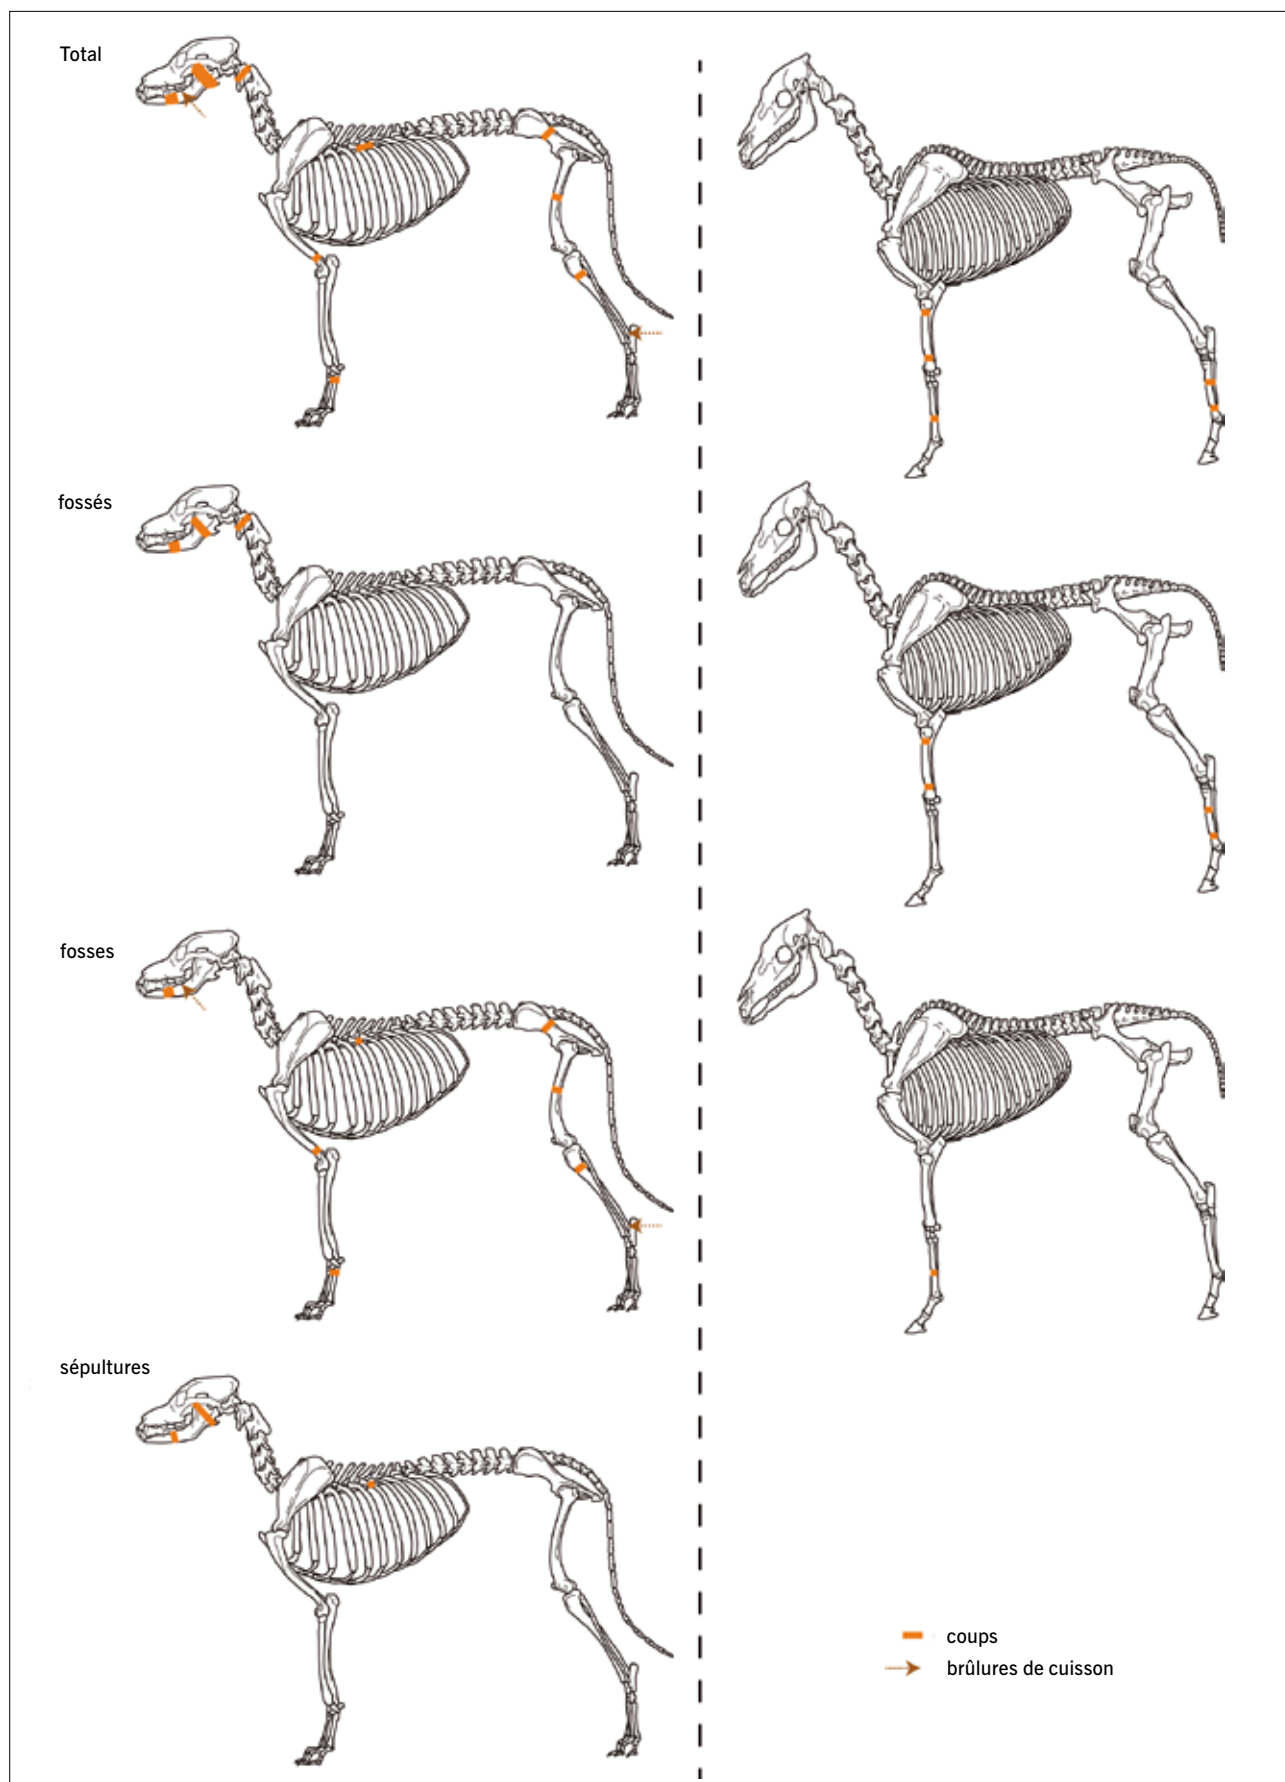 Total
fossés
fosses
sépultures
coups
brûlures de cuisson